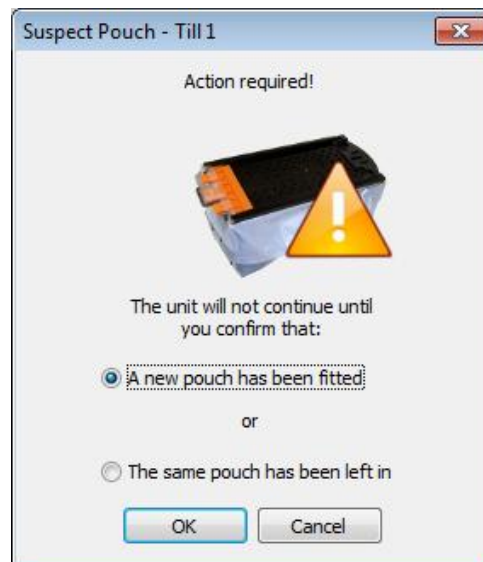 Suspect Pouch - Till 1
Action required!
The unit will not continue until
you confirm that:
A new pouch has been fitted
or
The same pouch has been left in
OK
Cancel